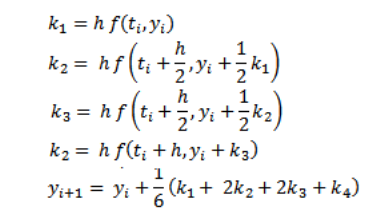 k₁ = h f(tᵢ,yᵢ)
k₂ = h f(tᵢ + h/2, yᵢ + 1/2 k₁)
k₃ = h f(tᵢ + h/2, yᵢ + 1/2 k₂)
k₂ = h f(tᵢ + h, yᵢ + k₃)
yᵢ₊₁ = yᵢ + 1/6 (k₁ + 2k₂ + 2k₃ + k₄)